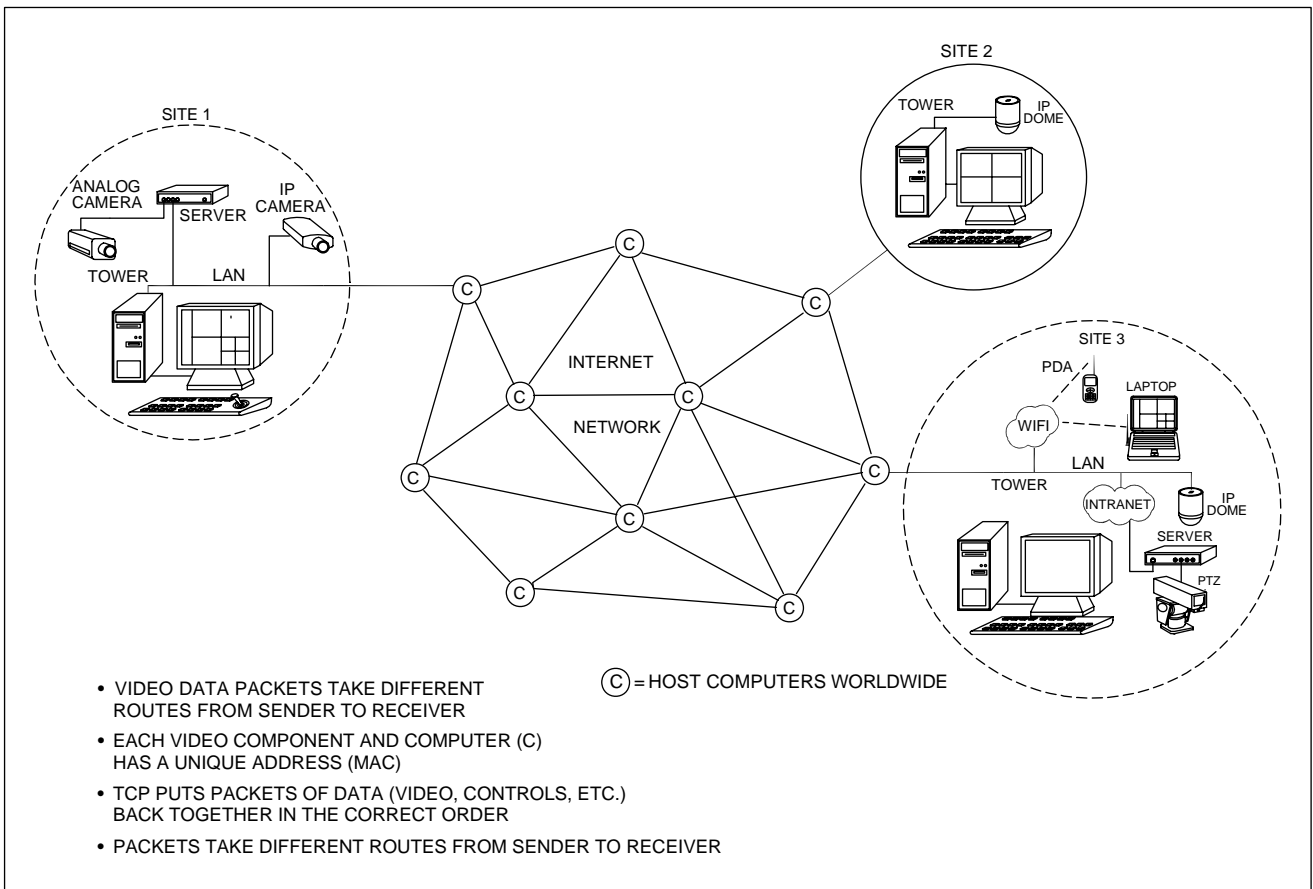 SITE 1
ANALOG
CAMERA
SERVER
IP
CAMERA
TOWER
LAN
SITE 2
TOWER
IP
DOME
C
C
C
C
INTERNET
C
C
NETWORK
C
C
C
C
C
SITE 3
PDA
LAPTOP
WIFI
LAN
TOWER
INTRANET
IP
DOME
SERVER
PTZ
• VIDEO DATA PACKETS TAKE DIFFERENT
ROUTES FROM SENDER TO RECEIVER
• EACH VIDEO COMPONENT AND COMPUTER (C)
HAS A UNIQUE ADDRESS (MAC)
• TCP PUTS PACKETS OF DATA (VIDEO, CONTROLS, ETC.)
BACK TOGETHER IN THE CORRECT ORDER
• PACKETS TAKE DIFFERENT ROUTES FROM SENDER TO RECEIVER
C = HOST COMPUTERS WORLDWIDE